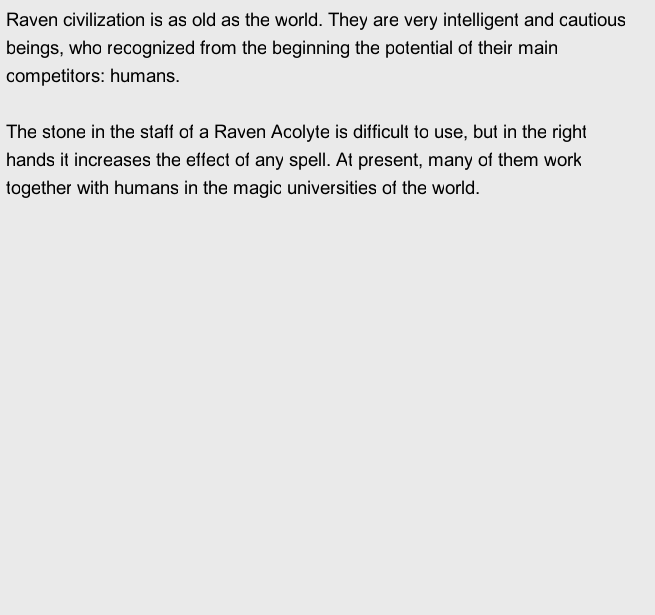 Raven civilization is as old as the world. They are very intelligent and cautious
beings, who recognized from the beginning the potential of their main
competitors: humans.

The stone in the staff of a Raven Acolyte is difficult to use, but in the right
hands it increases the effect of any spell. At present, many of them work
together with humans in the magic universities of the world.